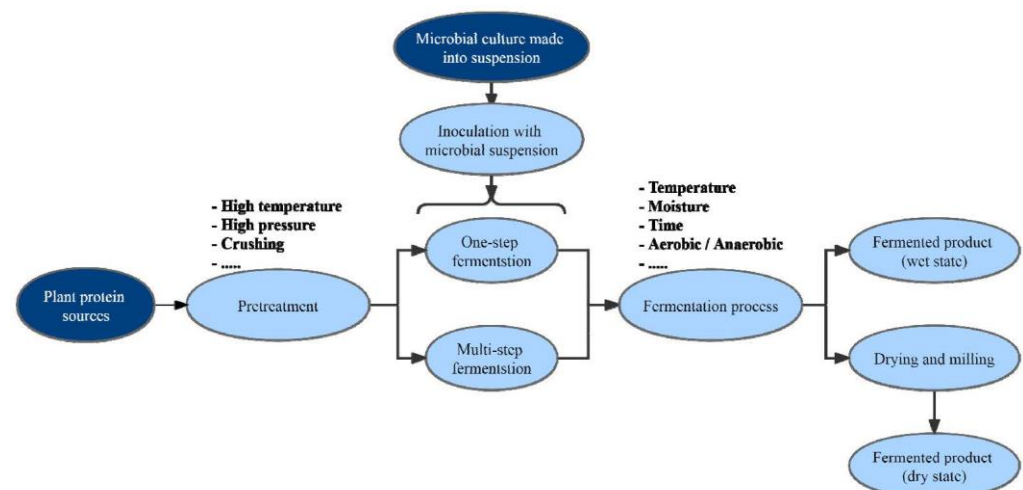 Microbial culture made
into suspension
Inoculation with
microbial suspension
- High temperature
- High pressure
- Crushing
- .....
- Temperature
- Moisture
- Time
- Aerobic / Anaerobic
- .....
One-step
fermentstion
Fermented product
(wet state)
Plant protein
sources
Pretreatment
Fermentation process
Multi-step
fermentstion
Drying and milling
Fermented product
(dry state)